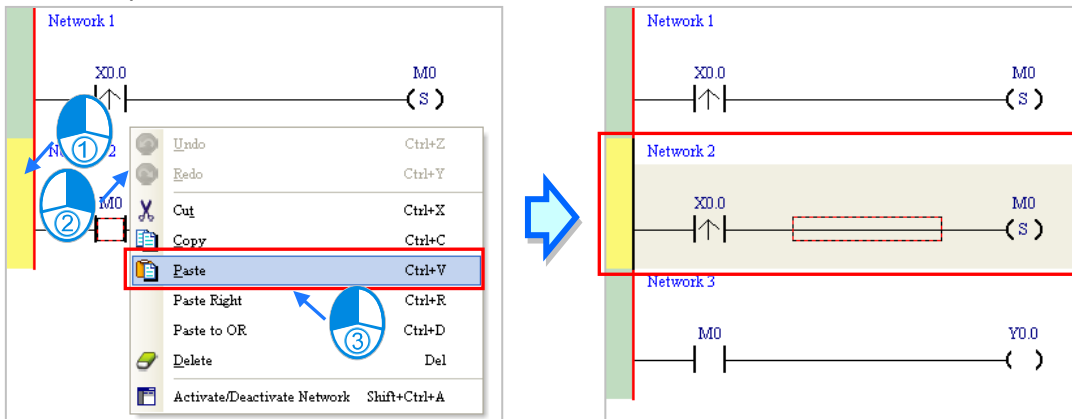 Network 1
X0.0 M0
( S )
①
②
M0
Undo Ctrl+Z
Redo Ctrl+Y
Cut Ctrl+X
Copy Ctrl+C
Paste Ctrl+V
Paste Right Ctrl+R
Paste to OR Ctrl+D
③
Delete Del
Activate/Deactivate Network Shift+Ctrl+A
Network 1
X0.0 M0
( S )
Network 2
X0.0 M0
( S )
Network 3
M0 Y0.0
( )